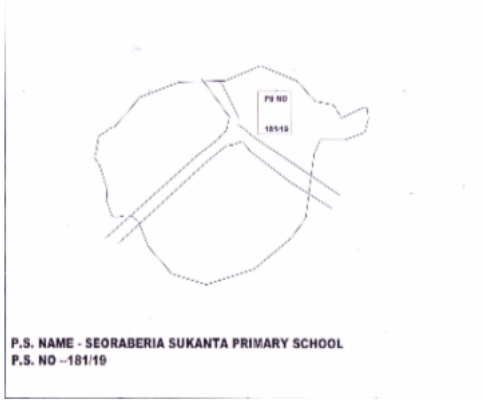 PS NO
181/19
P.S. NAME - SEORABERIA SUKANTA PRIMARY SCHOOL
P.S. NO --181/19